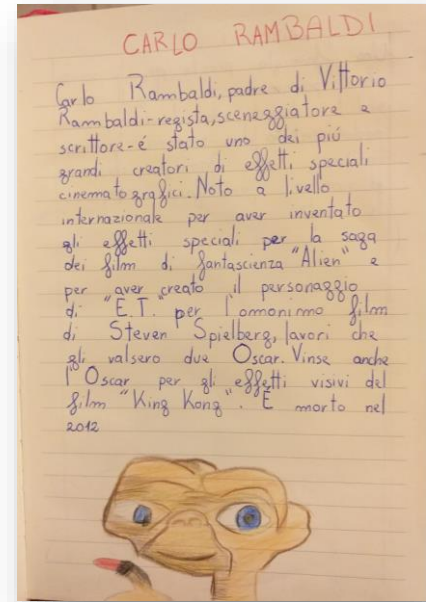 CARLO RAMBALDI
Carlo Rambaldi, padre di Vittorio
Rambaldi-regista, sceneggiatore e
scrittore-é stato uno dei piú
grandi creatori di effetti speciali
cinematografici. Noto a livello
internazionale per aver inventato
gli effetti speciali per la saga
dei film di fantascienza "Alien" e
per aver creato il personaggio
di "E.T." per l'omonimo film
di Steven Spielberg, lavori che
gli valsero due Oscar. Vinse anche
l'Oscar per gli effetti visivi del
film "King Kong". É morto nel
2012